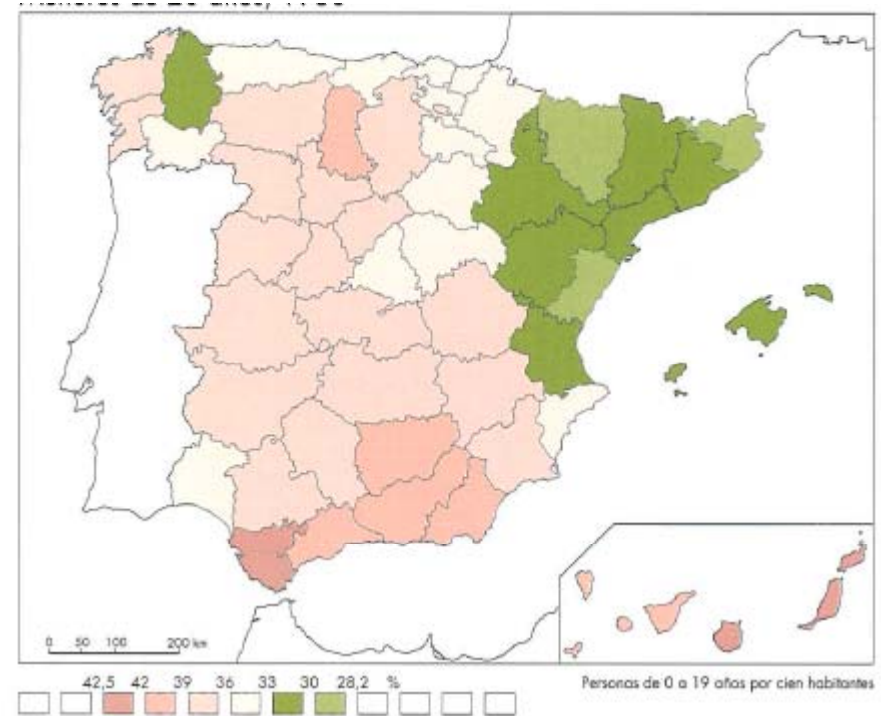 0 50 100 200 km
42,5 42 39 36 33 30 28,2 %
Personas de 0 a 19 años por cien habitantes